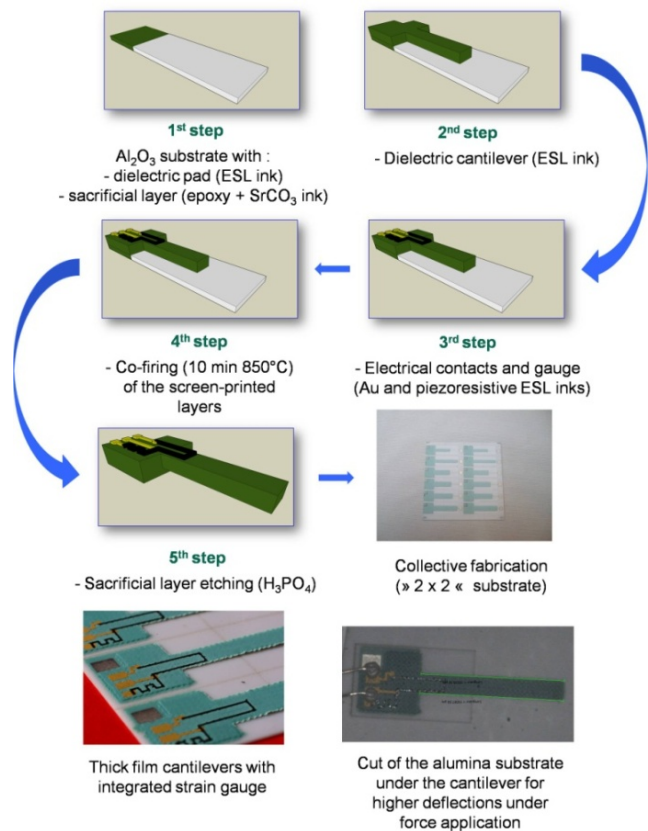 1st step
Al₂O₃ substrate with :
- dielectric pad (ESL ink)
- sacrificial layer (epoxy + SrCO₃ ink)
2nd step
- Dielectric cantilever (ESL ink)
3rd step
- Electrical contacts and gauge
(Au and piezoresistive ESL inks)
4th step
- Co-firing (10 min 850°C)
of the screen-printed
layers
5th step
- Sacrificial layer etching (H₃PO₄)
Collective fabrication
(» 2 x 2 « substrate)
Thick film cantilevers with
integrated strain gauge
Cut of the alumina substrate
under the cantilever for
higher deflections under
force application